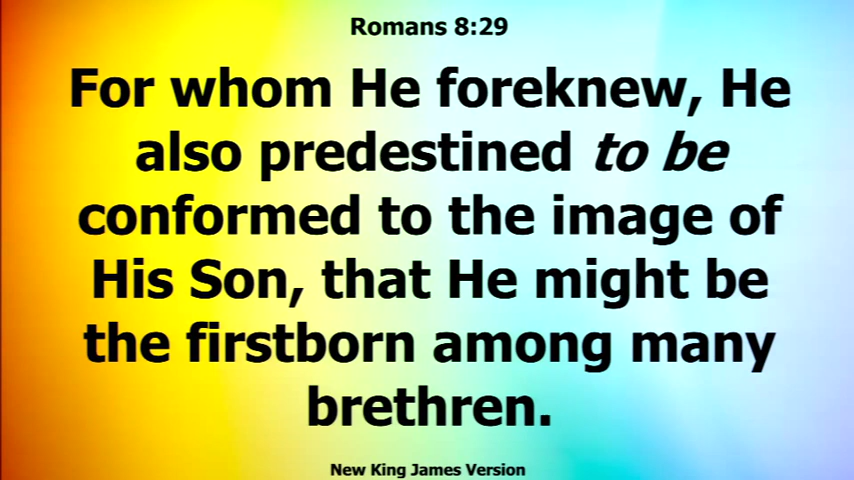 Romans 8:29
For whom He foreknew, He
also predestined to be
conformed to the image of
His Son, that He might be
the firstborn among many
brethren.
New King James Version